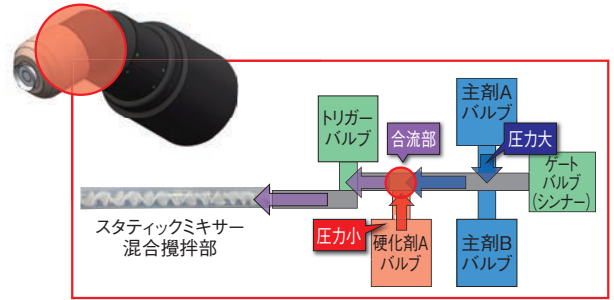 主剤A
バルブ
トリガー
バルブ
合流部
圧力大
ゲート
バルブ
(シンナー)
スタティックミキサー
混合攪拌部
圧力小
硬化剤A
バルブ
主剤B
バルブ